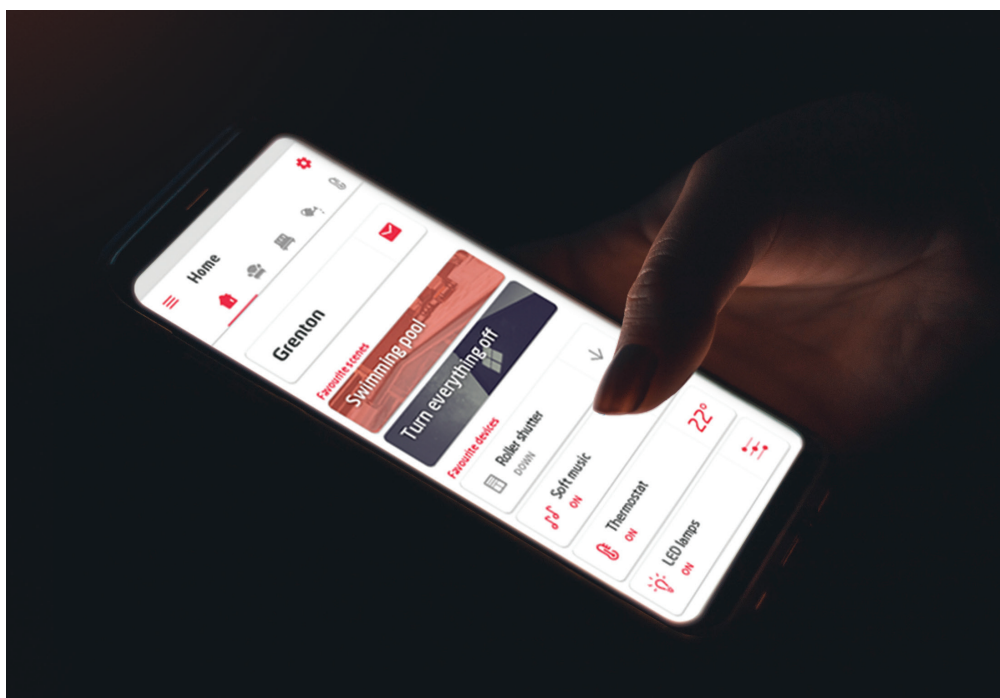 Home
Grenton
Favourite scenes
Swimming pool
Turn everything off
Favourite devices
Roller shutter
DOWN
Soft music
ON
Thermostat
ON
22°
LED lamps
ON